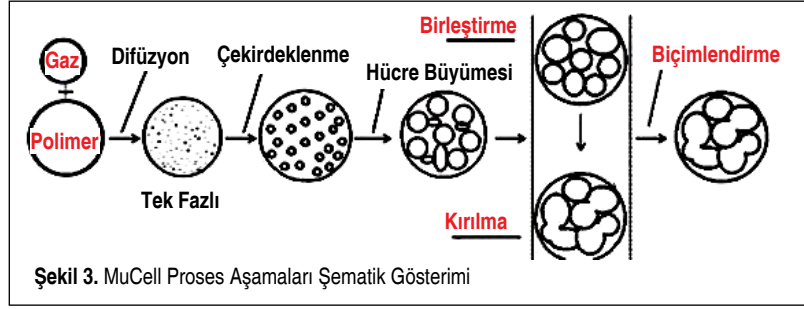 Gaz
Polimer
Difüzyon
Tek Fazlı
Çekirdeklenme
Hücre Büyümesi
Birleştirme
Kırılma
Biçimlendirme
Şekil 3. MuCell Proses Aşamaları Şematik Gösterimi